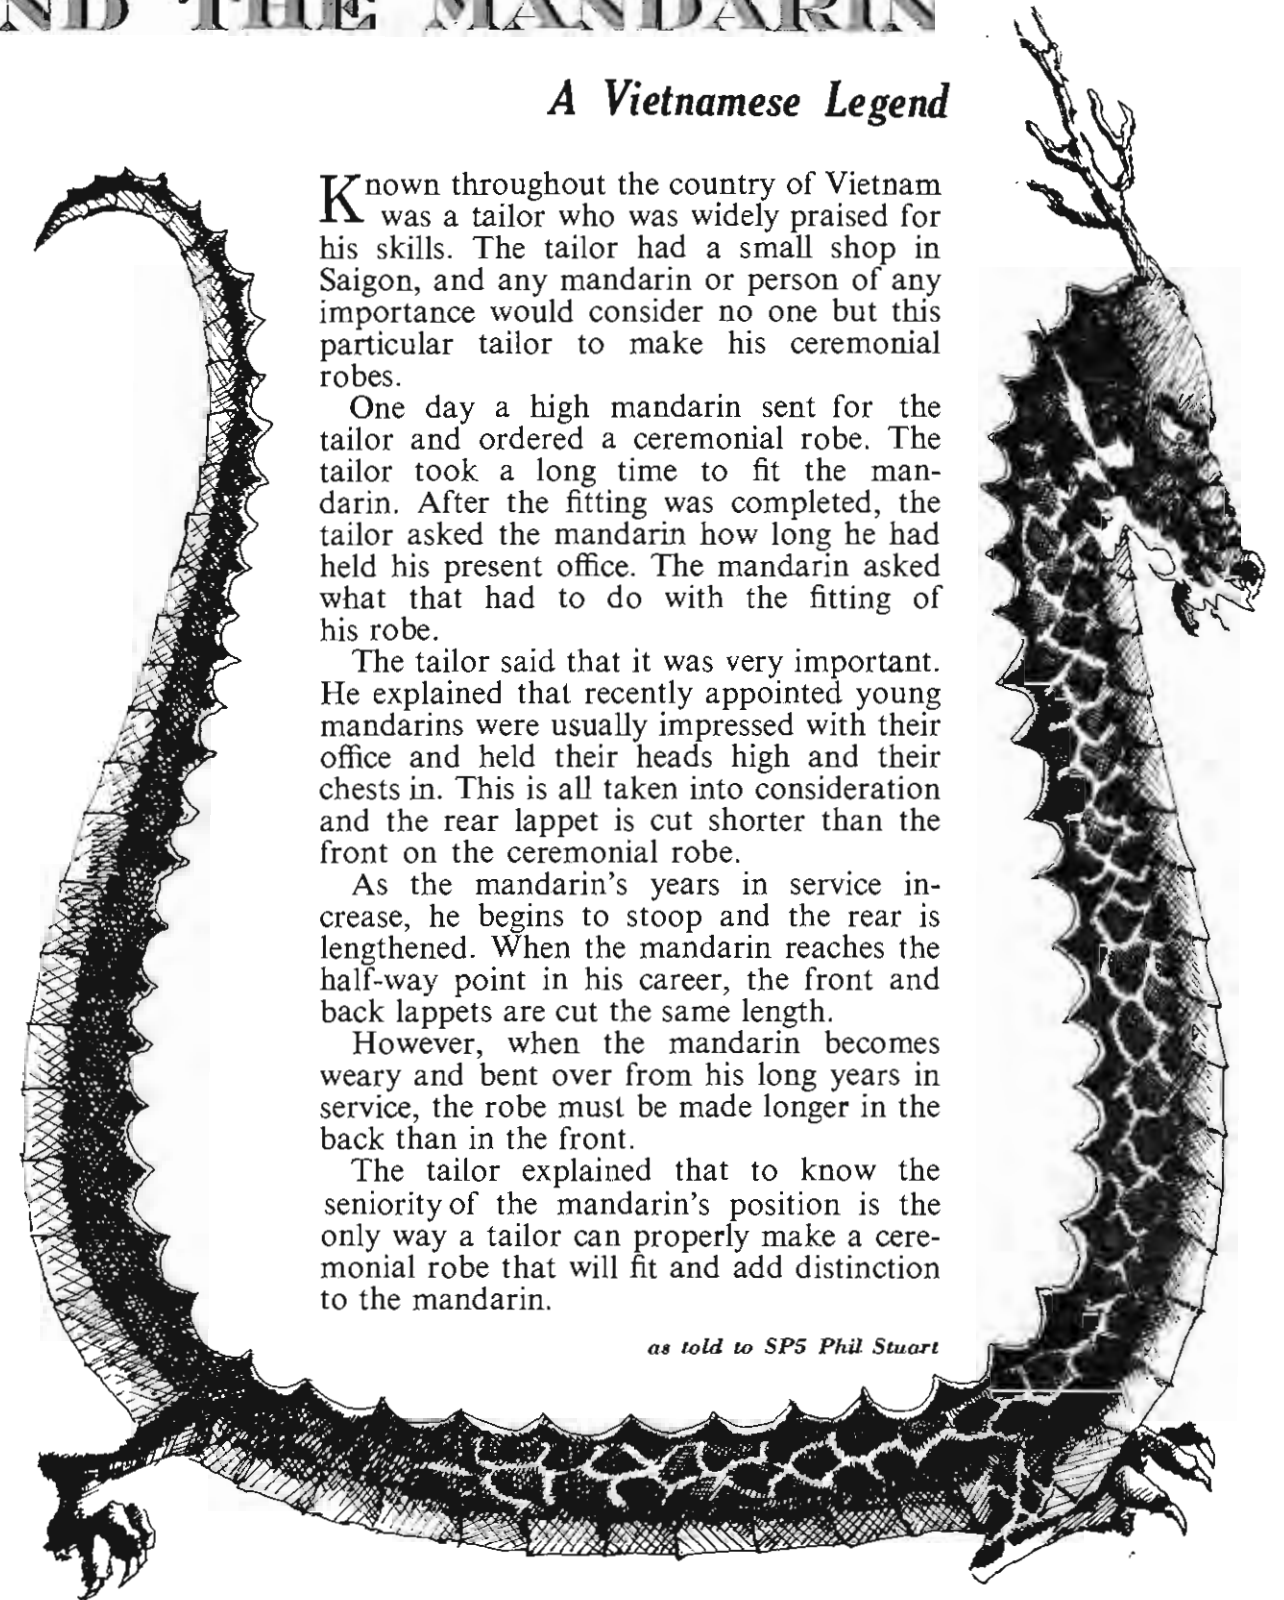 ND THE MANDARIN
A Vietnamese Legend
Known throughout the country of Vietnam
was a tailor who was widely praised for
his skills. The tailor had a small shop in
Saigon, and any mandarin or person of any
importance would consider no one but this
particular tailor to make his ceremonial
robes.
One day a high mandarin sent for the
tailor and ordered a ceremonial robe. The
tailor took a long time to fit the man-
darin. After the fitting was completed, the
tailor asked the mandarin how long he had
held his present office. The mandarin asked
what that had to do with the fitting of
his robe.
The tailor said that it was very important.
He explained that recently appointed young
mandarins were usually impressed with their
office and held their heads high and their
chests in. This is all taken into consideration
and the rear lappet is cut shorter than the
front on the ceremonial robe.
As the mandarin's years in service in-
crease, he begins to stoop and the rear is
lengthened. When the mandarin reaches the
half-way point in his career, the front and
back lappets are cut the same length.
However, when the mandarin becomes
weary and bent over from his long years in
service, the robe must be made longer in the
back than in the front.
The tailor explained that to know the
seniority of the mandarin's position is the
only way a tailor can properly make a cere-
monial robe that will fit and add distinction
to the mandarin.
as told to SP5 Phil Stuart